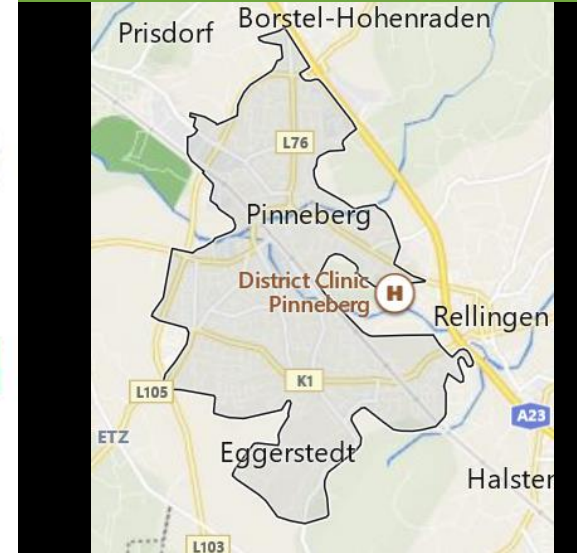 Borstel-Hohenraden
Prisdorf
L76
Pinneberg
District Clinic
Pinneberg
H
Rellingen
K1
L105
A23
ETZ
Eggerstedt
Halster
L103